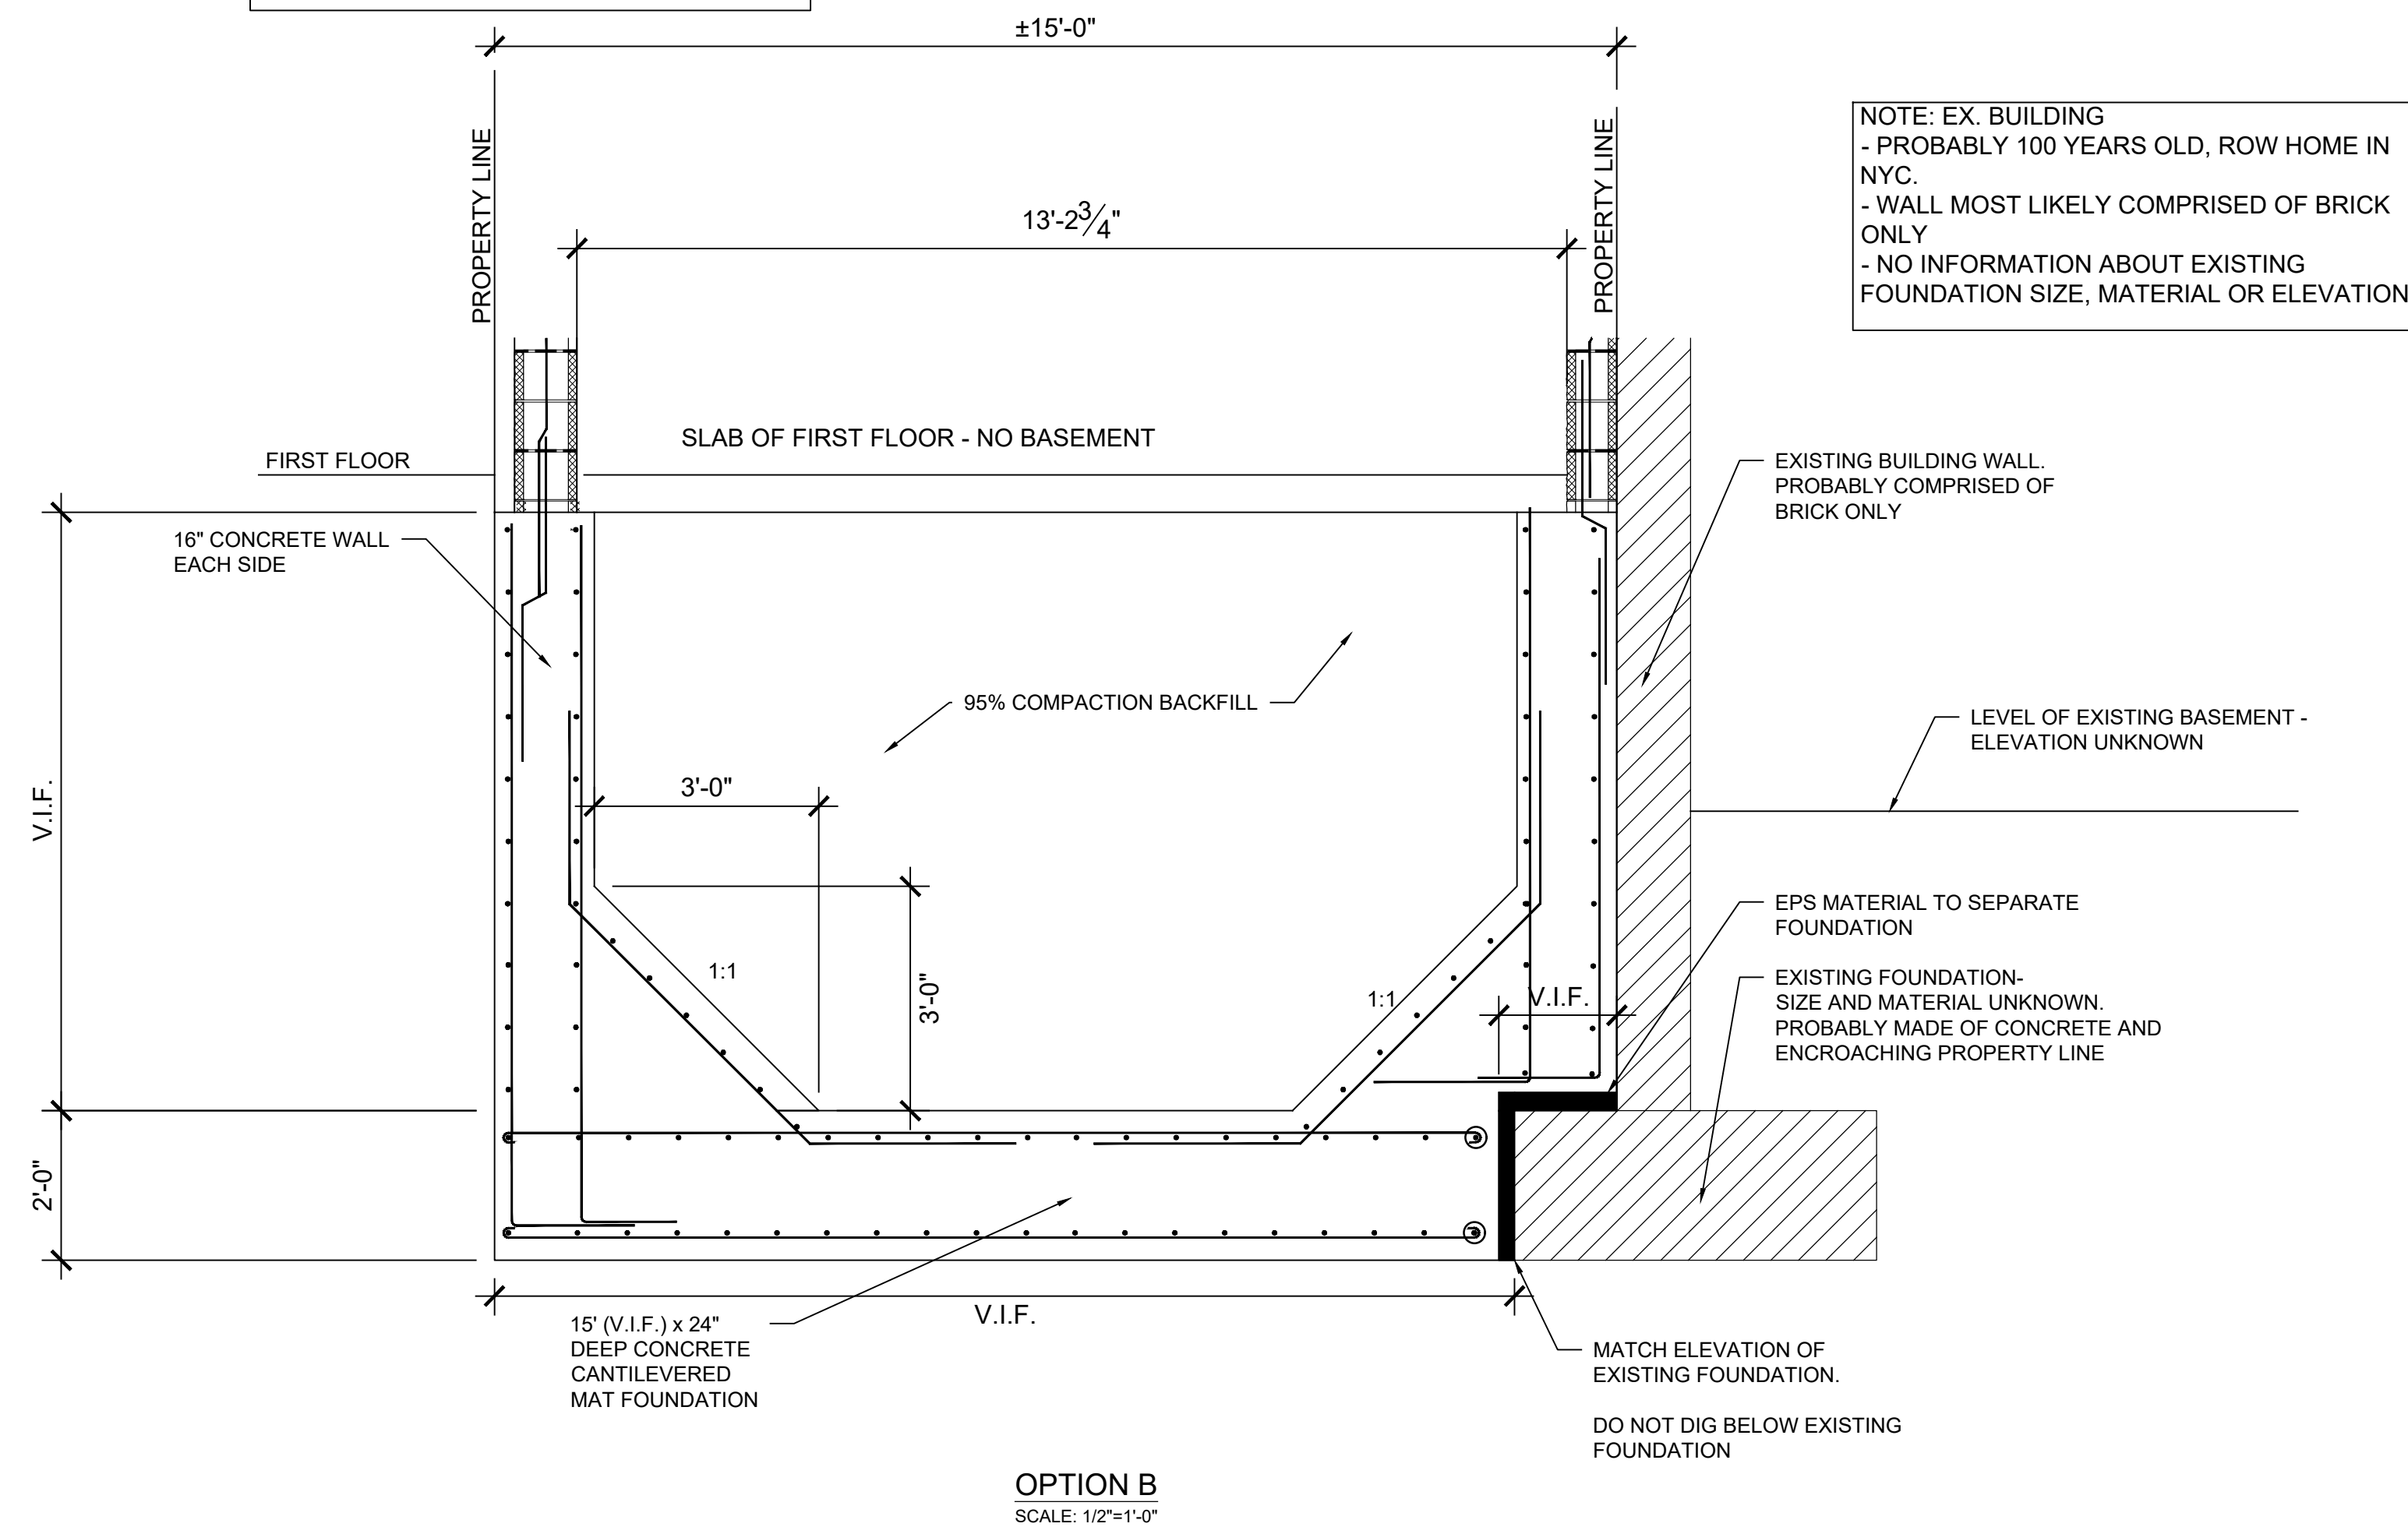 ±15'-0"
PROPERTY LINE
PROPERTY LINE
NOTE: EX. BUILDING
- PROBABLY 100 YEARS OLD, ROW HOME IN
NYC.
- WALL MOST LIKELY COMPRISED OF BRICK
ONLY
- NO INFORMATION ABOUT EXISTING
FOUNDATION SIZE, MATERIAL OR ELEVATION
13'-2 3/4"
SLAB OF FIRST FLOOR - NO BASEMENT
FIRST FLOOR
EXISTING BUILDING WALL.
PROBABLY COMPRISED OF
BRICK ONLY
16" CONCRETE WALL
EACH SIDE
95% COMPACTION BACKFILL
LEVEL OF EXISTING BASEMENT -
ELEVATION UNKNOWN
V.I.F.
3'-0"
EPS MATERIAL TO SEPARATE
FOUNDATION
1:1
3'-0"
1:1
V.I.F.
EXISTING FOUNDATION-
SIZE AND MATERIAL UNKNOWN.
PROBABLY MADE OF CONCRETE AND
ENCROACHING PROPERTY LINE
2'-0"
V.I.F.
15' (V.I.F.) x 24"
DEEP CONCRETE
CANTILEVERED
MAT FOUNDATION
MATCH ELEVATION OF
EXISTING FOUNDATION.
DO NOT DIG BELOW EXISTING
FOUNDATION
OPTION B
SCALE: 1/2"=1'-0"